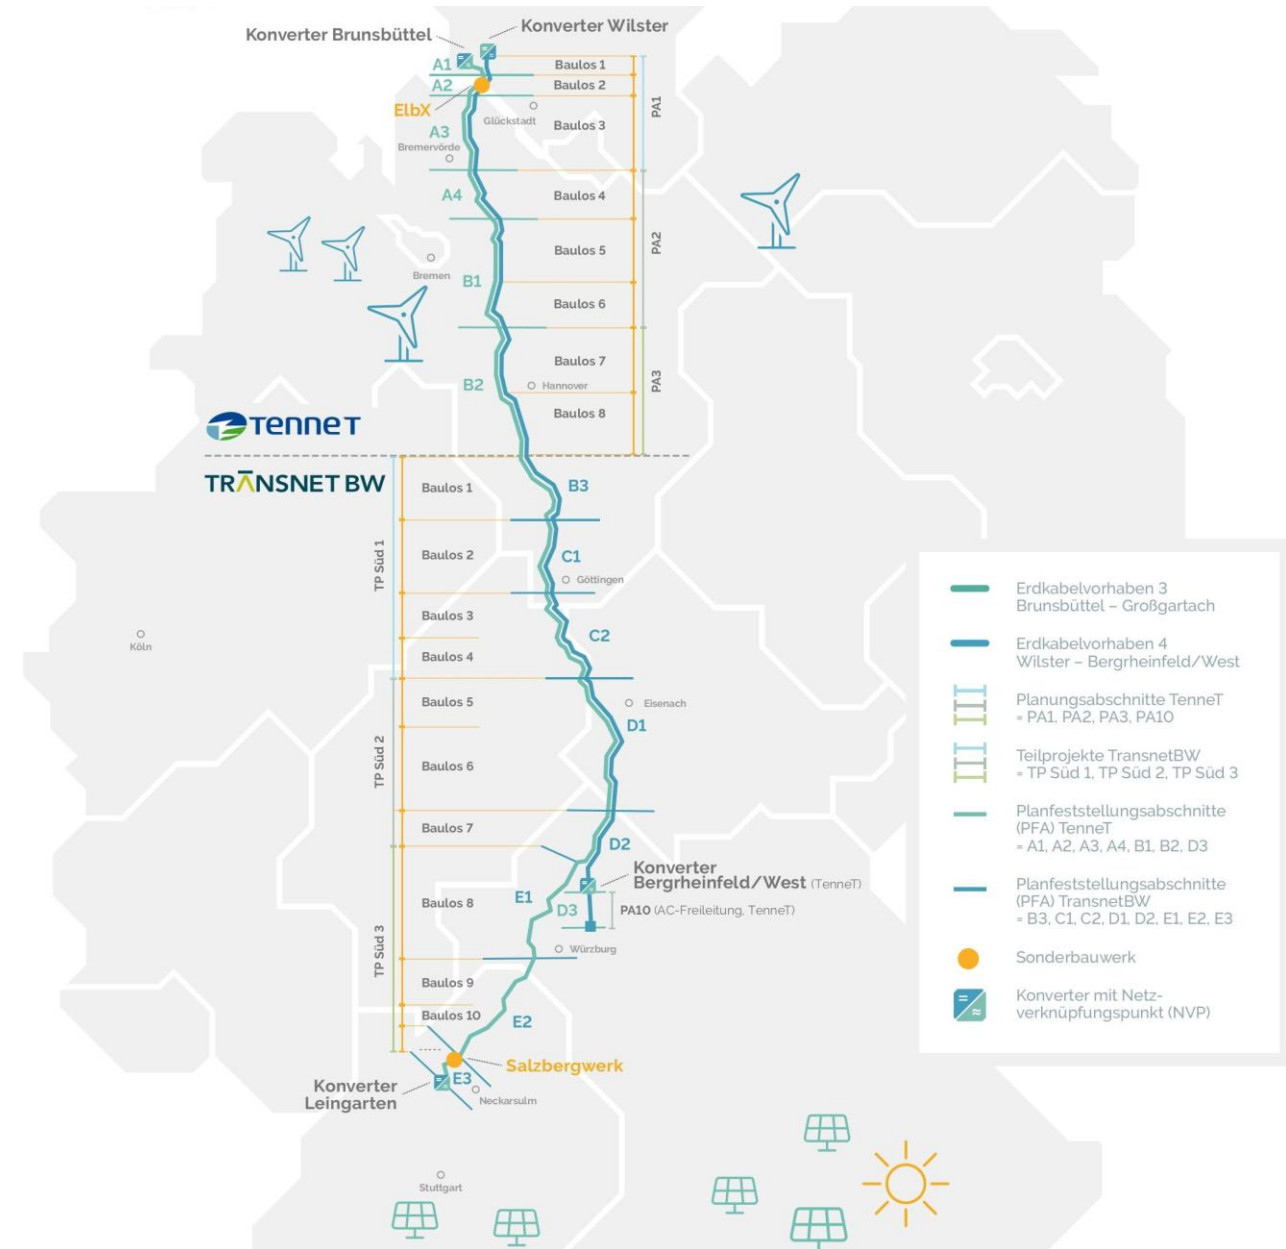 Konverter Wilster
Konverter Brunsbüttel
A1
Baulos 1
A2
Baulos 2
ElbX
Glückstadt
PA1
A3
Baulos 3
Bremervörde
A4
Baulos 4
PA2
Baulos 5
Bremen
B1
Baulos 6
Baulos 7
B2
Hannover
PA3
Baulos 8
TenneT
TRANSNET BW
Baulos 1
B3
TP Süd 1
Baulos 2
C1
Göttingen
Baulos 3
C2
Köln
Baulos 4
Baulos 5
Eisenach
D1
TP Süd 2
Baulos 6
Baulos 7
D2
Konverter
Bergrheinfeld/West (TenneT)
Baulos 8
E1
D3
PA10 (AC-Freileitung, TenneT)
TP Süd 3
Würzburg
Baulos 9
Baulos 10
E2
Salzbergwerk
E3
Konverter
Leingarten
Neckarsulm
Stuttgart
Erdkabelvorhaben 3
Brunsbüttel – Großgartach
Erdkabelvorhaben 4
Wilster – Bergrheinfeld/West
Planungsabschnitte TenneT
= PA1, PA2, PA3, PA10
Teilprojekte TransnetBW
= TP Süd 1, TP Süd 2, TP Süd 3
Planfeststellungsabschnitte
(PFA) TenneT
= A1, A2, A3, A4, B1, B2, D3
Planfeststellungsabschnitte
(PFA) TransnetBW
= B3, C1, C2, D1, D2, E1, E2, E3
Sonderbauwerk
Konverter mit Netz-
verknüpfungspunkt (NVP)